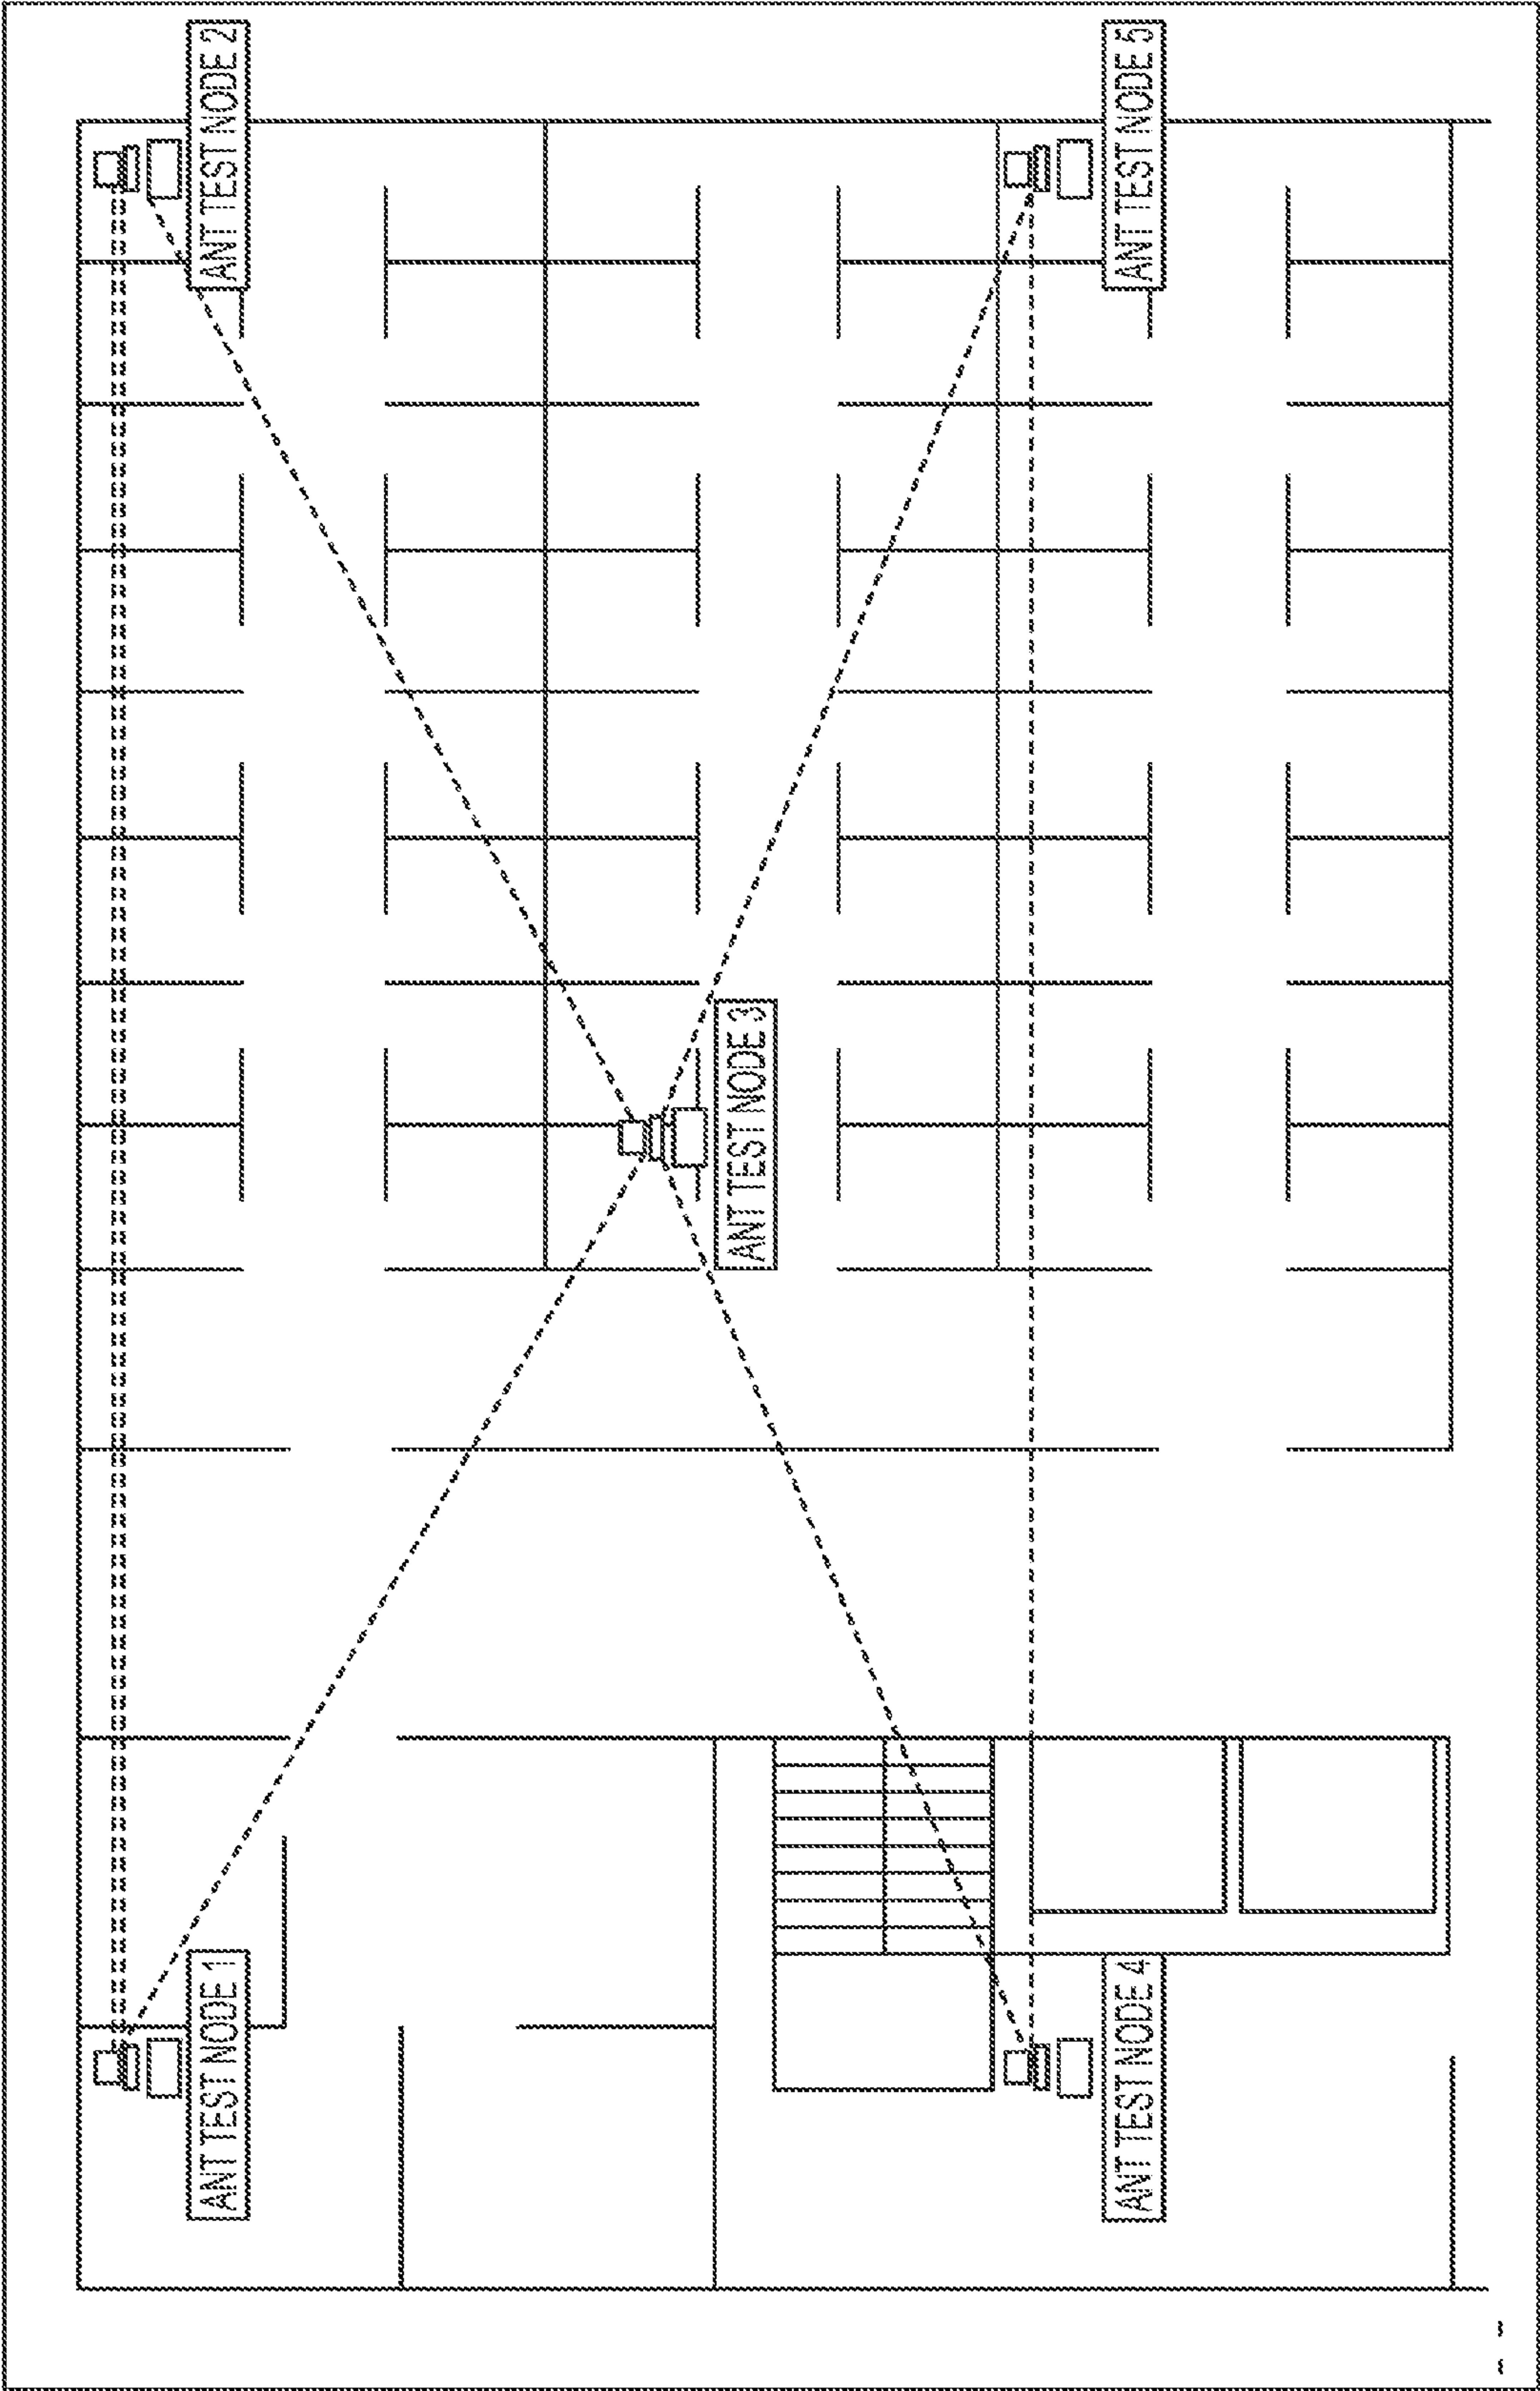 ANT TEST NODE 1
ANT TEST NODE 2
ANT TEST NODE 3
ANT TEST NODE 4
ANT TEST NODE 5